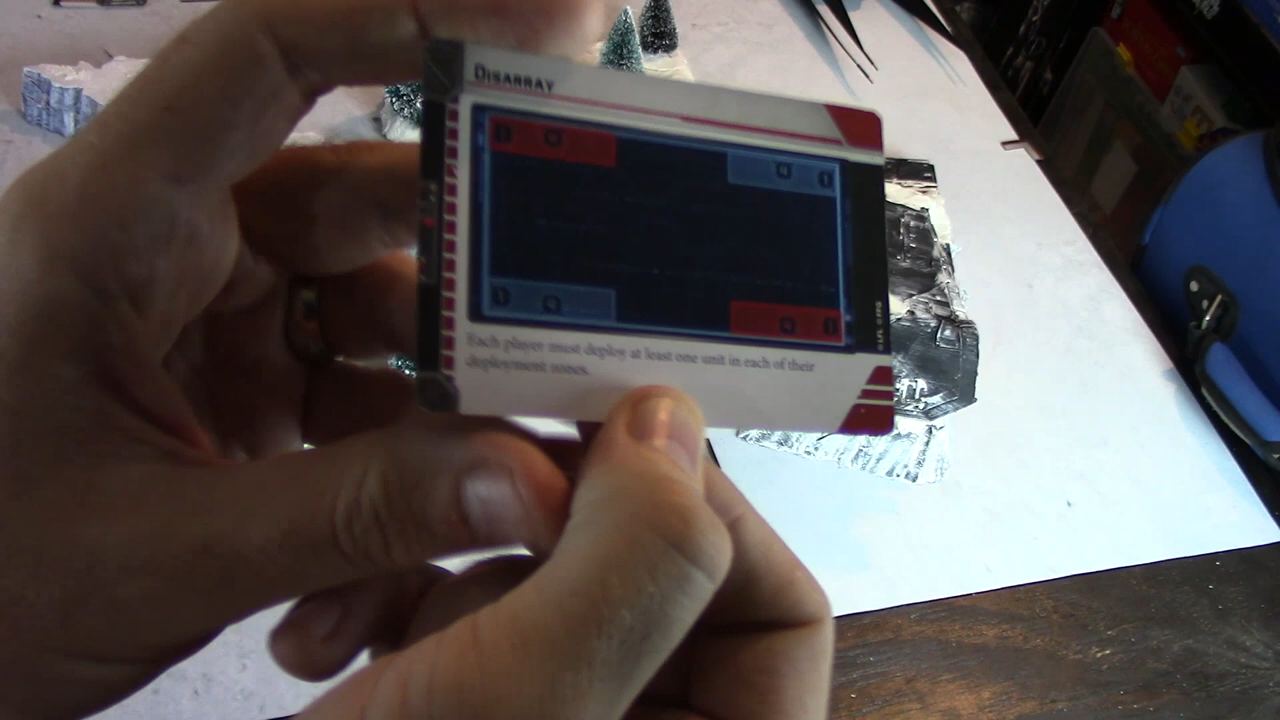 Disarray
Each player must deploy at least one unit in each of their
deployment zones.